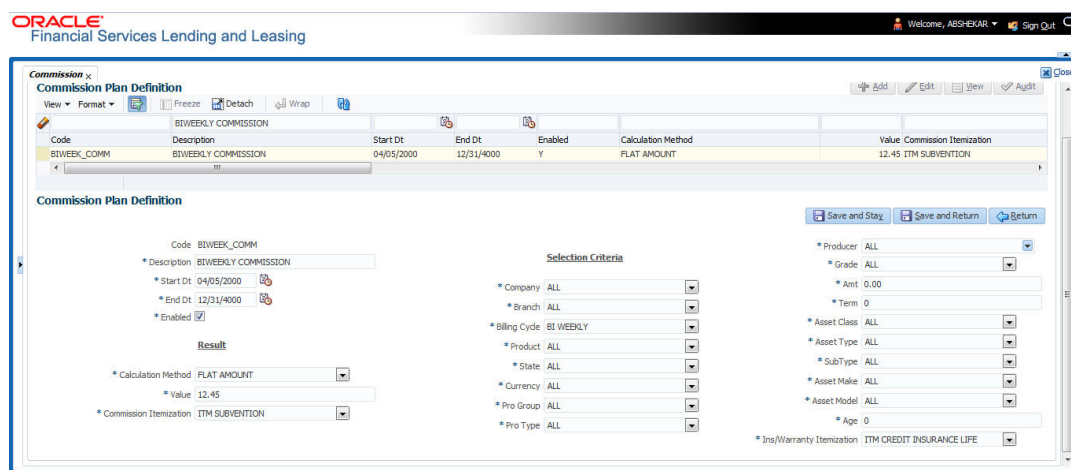 ORACLE
Financial Services Lending and Leasing
Welcome, ABSHEKAR Sign Out
Commission x
Close
Commission Plan Definition
Add Edit View Audit
View Format Freeze Detach Wrap
BIWEEKLY COMMISSION
Code Description Start Dt End Dt Enabled Calculation Method Value Commission Itemization
BIWEEK_COMM BIWEEKLY COMMISSION 04/05/2000 12/31/4000 Y FLAT AMOUNT 12.45 ITM SUBVENTION
Commission Plan Definition
Save and Stay Save and Return Return
Code BIWEEK_COMM
* Description BIWEEKLY COMMISSION
* Start Dt 04/05/2000
* End Dt 12/31/4000
* Enabled
Result
* Calculation Method FLAT AMOUNT
* Value 12.45
* Commission Itemization ITM SUBVENTION
Selection Criteria
* Company ALL
* Branch ALL
* Billing Cycle BI WEEKLY
* Product ALL
* State ALL
* Currency ALL
* Pro Group ALL
* Pro Type ALL
* Producer ALL
* Grade ALL
* Amt 0.00
* Term 0
* Asset Class ALL
* Asset Type ALL
* SubType ALL
* Asset Make ALL
* Asset Model ALL
* Age 0
* Ins/Warranty Itemization ITM CREDIT INSURANCE LIFE